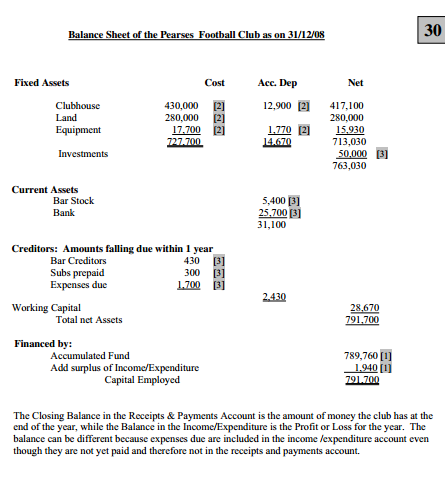 Balance Sheet of the Pearses Football Club as on 31/12/08
30
Fixed Assets Cost Acc. Dep Net
Clubhouse 430,000 [2] 12,900 [2] 417,100
Land 280,000 [2] 280,000
Equipment 17,700 [2] 1,770 [2] 15,930
727,700 14,670 713,030
Investments 50,000 [3]
763,030
Current Assets
Bar Stock 5,400 [3]
Bank 25,700 [3]
31,100
Creditors: Amounts falling due within 1 year
Bar Creditors 430 [3]
Subs prepaid 300 [3]
Expenses due 1,700 [3]
2,430
Working Capital 28,670
Total net Assets 791,700
Financed by:
Accumulated Fund 789,760 [1]
Add surplus of Income/Expenditure 1,940 [1]
Capital Employed 791,700
The Closing Balance in the Receipts & Payments Account is the amount of money the club has at the
end of the year, while the Balance in the Income/Expenditure is the Profit or Loss for the year. The
balance can be different because expenses due are included in the income /expenditure account even
though they are not yet paid and therefore not in the receipts and payments account.